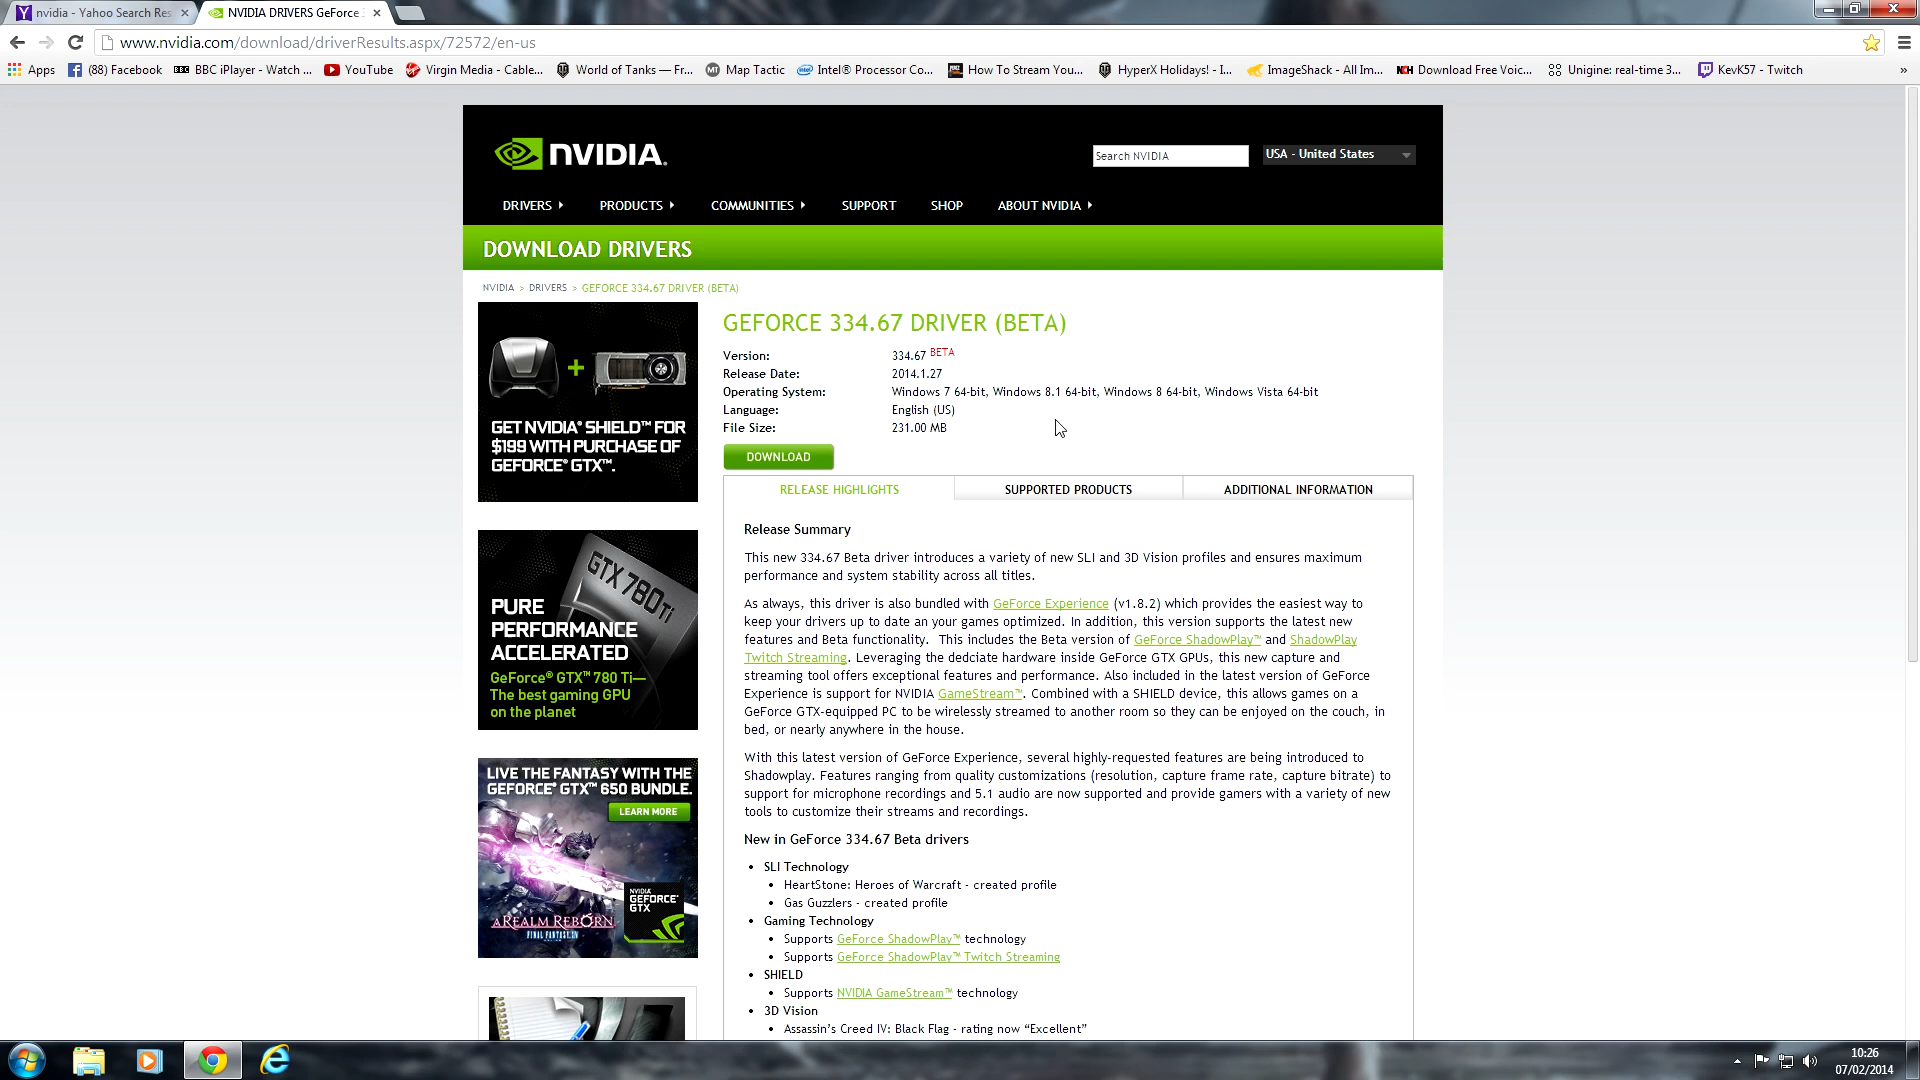 nvidia - Yahoo Search Res
NVIDIA DRIVERS GeForce
www.nvidia.com/download/driverResults.aspx/72572/en-us
Apps
(88) Facebook
BBC iPlayer - Watch ...
YouTube
Virgin Media - Cable...
World of Tanks — Fr...
Map Tactic
Intel® Processor Co...
How To Stream You...
HyperX Holidays! - I...
ImageShack - All Im...
Download Free Voic...
Unigine: real-time 3...
KevK57 - Twitch
»
NVIDIA.
Search NVIDIA
USA - United States
DRIVERS
PRODUCTS
COMMUNITIES
SUPPORT
SHOP
ABOUT NVIDIA
DOWNLOAD DRIVERS
NVIDIA > DRIVERS > GEFORCE 334.67 DRIVER (BETA)
GET NVIDIA® SHIELD™ FOR
$199 WITH PURCHASE OF
GEFORCE® GTX™.
GTX 780Ti
PURE
PERFORMANCE
ACCELERATED
GeForce® GTX™ 780 Ti—
The best gaming GPU
on the planet
LIVE THE FANTASY WITH THE
GEFORCE® GTX™ 650 BUNDLE.
LEARN MORE
NVIDIA®
GEFORCE®
GTX
A REALM REBORN
FINAL FANTASY XIV
ONLINE
GEFORCE 334.67 DRIVER (BETA)
Version: 334.67 BETA
Release Date: 2014.1.27
Operating System: Windows 7 64-bit, Windows 8.1 64-bit, Windows 8 64-bit, Windows Vista 64-bit
Language: English (US)
File Size: 231.00 MB
DOWNLOAD
RELEASE HIGHLIGHTS
SUPPORTED PRODUCTS
ADDITIONAL INFORMATION
Release Summary
This new 334.67 Beta driver introduces a variety of new SLI and 3D Vision profiles and ensures maximum
performance and system stability across all titles.
As always, this driver is also bundled with GeForce Experience (v1.8.2) which provides the easiest way to
keep your drivers up to date an your games optimized. In addition, this version supports the latest new
features and Beta functionality. This includes the Beta version of GeForce ShadowPlay™ and ShadowPlay
Twitch Streaming. Leveraging the dedciate hardware inside GeForce GTX GPUs, this new capture and
streaming tool offers exceptional features and performance. Also included in the latest version of GeForce
Experience is support for NVIDIA GameStream™. Combined with a SHIELD device, this allows games on a
GeForce GTX-equipped PC to be wirelessly streamed to another room so they can be enjoyed on the couch, in
bed, or nearly anywhere in the house.
With this latest version of GeForce Experience, several highly-requested features are being introduced to
Shadowplay. Features ranging from quality customizations (resolution, capture frame rate, capture bitrate) to
support for microphone recordings and 5.1 audio are now supported and provide gamers with a variety of new
tools to customize their streams and recordings.
New in GeForce 334.67 Beta drivers
• SLI Technology
• HeartStone: Heroes of Warcraft - created profile
• Gas Guzzlers - created profile
• Gaming Technology
• Supports GeForce ShadowPlay™ technology
• Supports GeForce ShadowPlay™ Twitch Streaming
• SHIELD
• Supports NVIDIA GameStream™ technology
• 3D Vision
• Assassin's Creed IV: Black Flag - rating now “Excellent”
10:26
07/02/2014